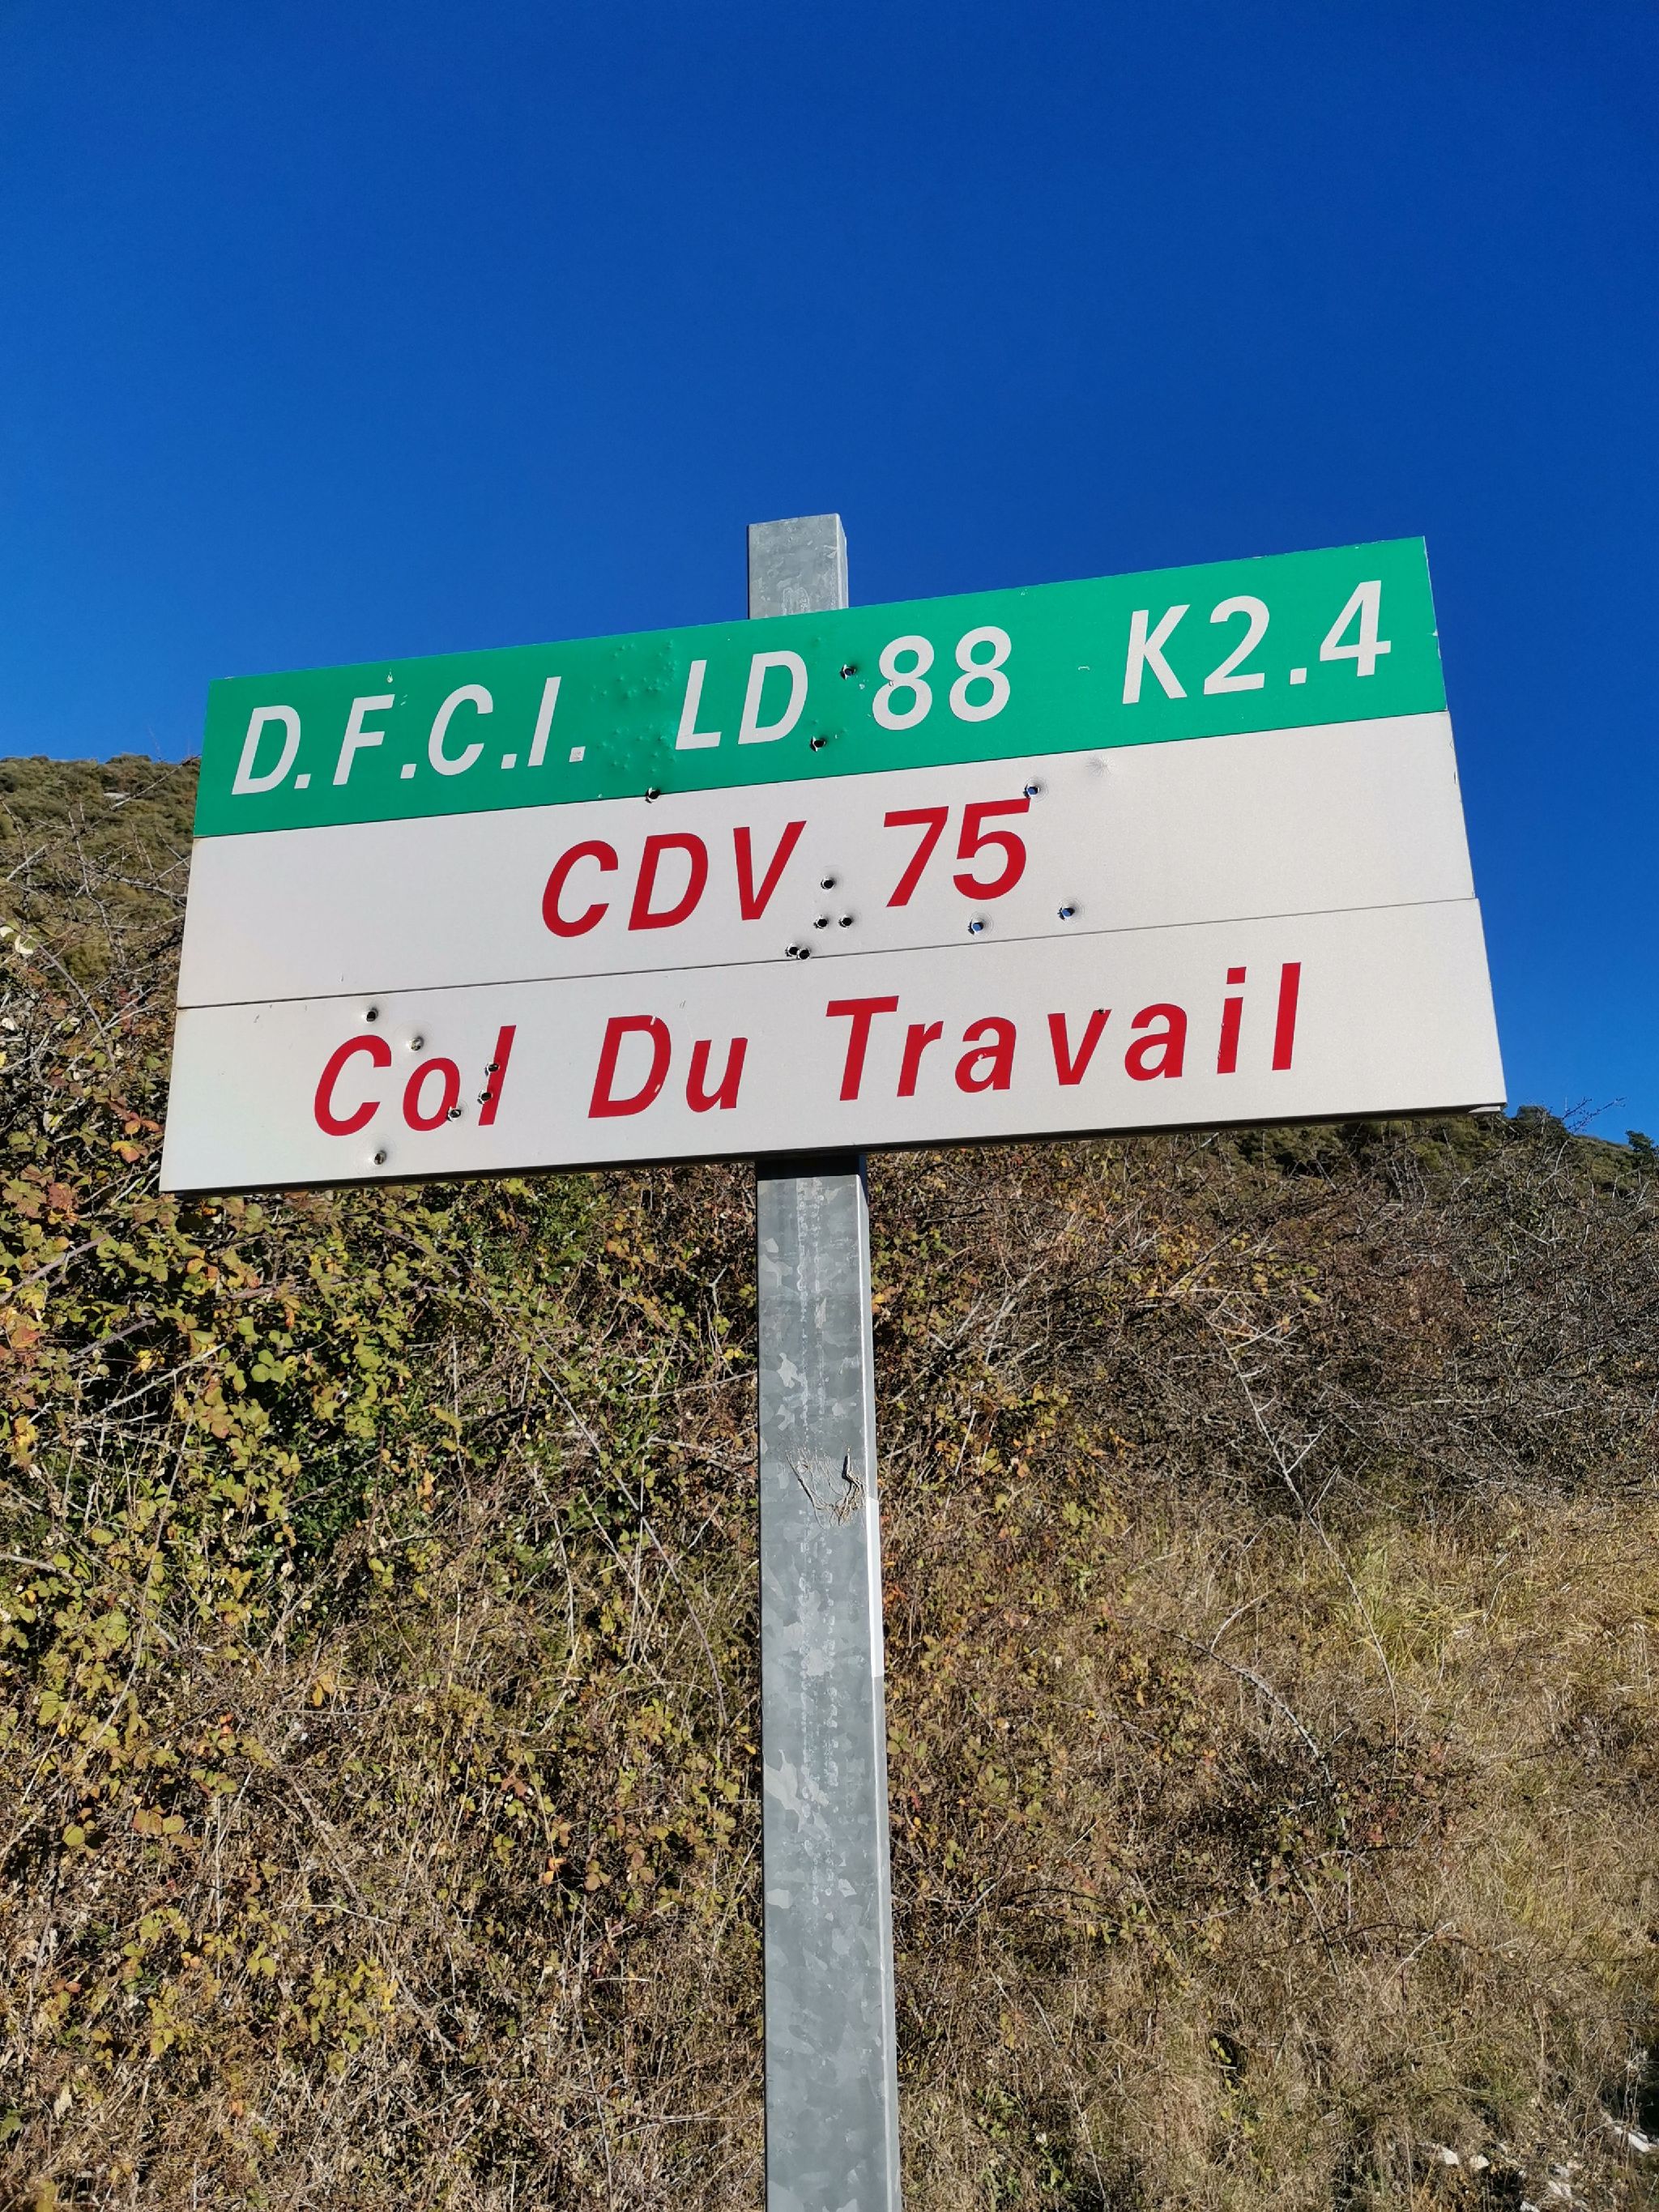 D.F.C.I. LD 88 K2.4
CDV 75
Col Du Travail